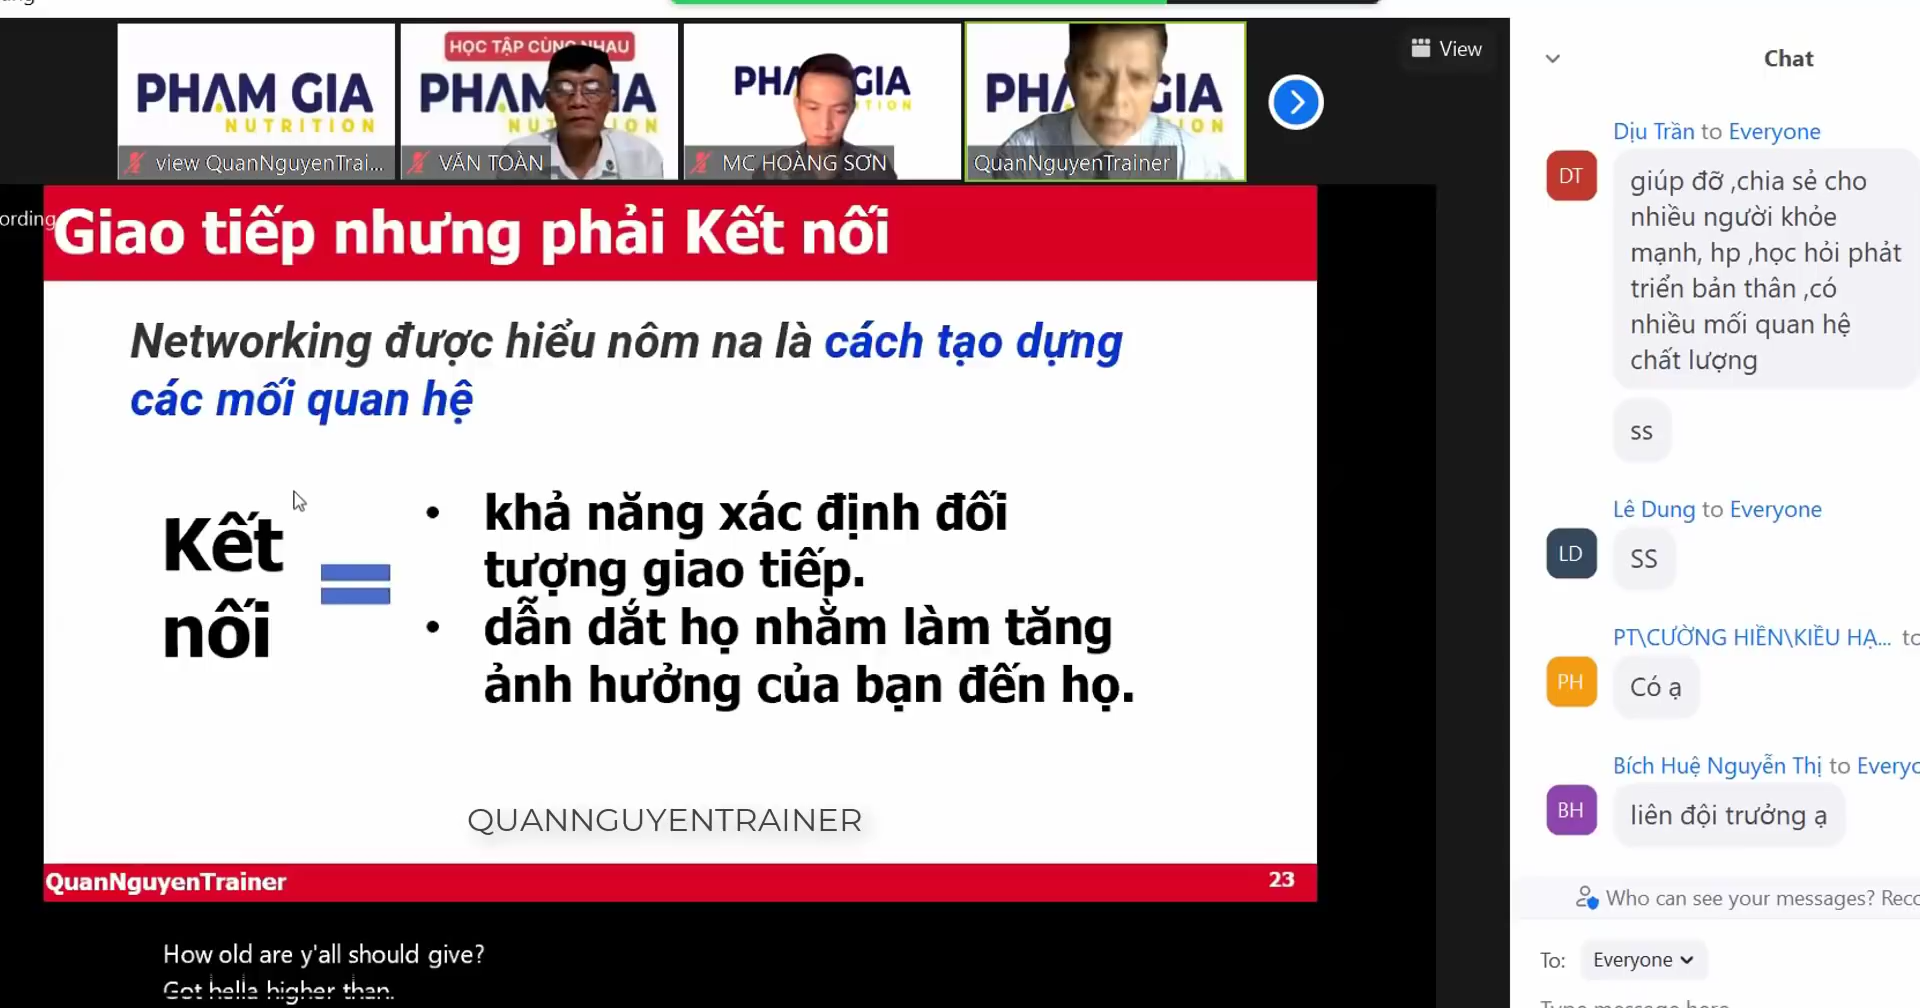 View
Chat
HỌC TẬP CÙNG NHAU
PHAM GIA
NUTRITION
view QuanNguyenTrai...
VĂN TOÀN
MC HOÀNG SƠN
QuanNguyenTrainer
ording
Giao tiếp nhưng phải Kết nối
Networking được hiểu nôm na là cách tạo dựng
các mối quan hệ
Kết
nối
• khả năng xác định đối
tượng giao tiếp.
• dẫn dắt họ nhằm làm tăng
ảnh hưởng của bạn đến họ.
QUANNGUYENTRAINER
QuanNguyenTrainer
23
How old are y'all should give?
Got hella higher than.
Dịu Trần to Everyone
DT
giúp đỡ ,chia sẻ cho
nhiều người khỏe
mạnh, hp ,học hỏi phát
triển bản thân ,có
nhiều mối quan hệ
chất lượng
ss
Lê Dung to Everyone
LD
SS
PT\CƯỜNG HIỀN\KIỀU HẠ... to
PH
Có ạ
Bích Huệ Nguyễn Thị to Everyo
BH
liên đội trưởng ạ
Who can see your messages? Reco
To: Everyone
Type message here